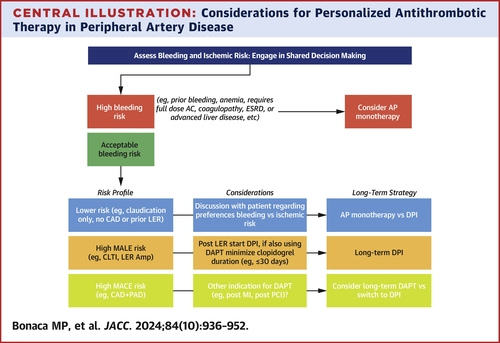 CENTRAL ILLUSTRATION: Considerations for Personalized Antithrombotic
Therapy in Peripheral Artery Disease
Assess Bleeding and Ischemic Risk: Engage in Shared Decision Making
High bleeding
risk
(eg, prior bleeding, anemia, requires
full dose AC, coagulopathy, ESRD, or
advanced liver disease, etc)
Consider AP
monotherapy
Acceptable
bleeding risk
Risk Profile
Considerations
Long-Term Strategy
Lower risk (eg, claudication
only, no CAD or prior LER)
Discussion with patient regarding
preferences bleeding vs ischemic
risk
AP monotherapy vs DPI
High MALE risk
(eg, CLTI, LER Amp)
Post LER start DPI, if also using
DAPT minimize clopidogrel
duration (eg, ≤30 days)
Long-term DPI
High MACE risk
(eg, CAD+PAD)
Other indication for DAPT
(eg, post MI, post PCI)?
Consider long-term DAPT vs
switch to DPI
Bonaca MP, et al. JACC. 2024;84(10):936-952.